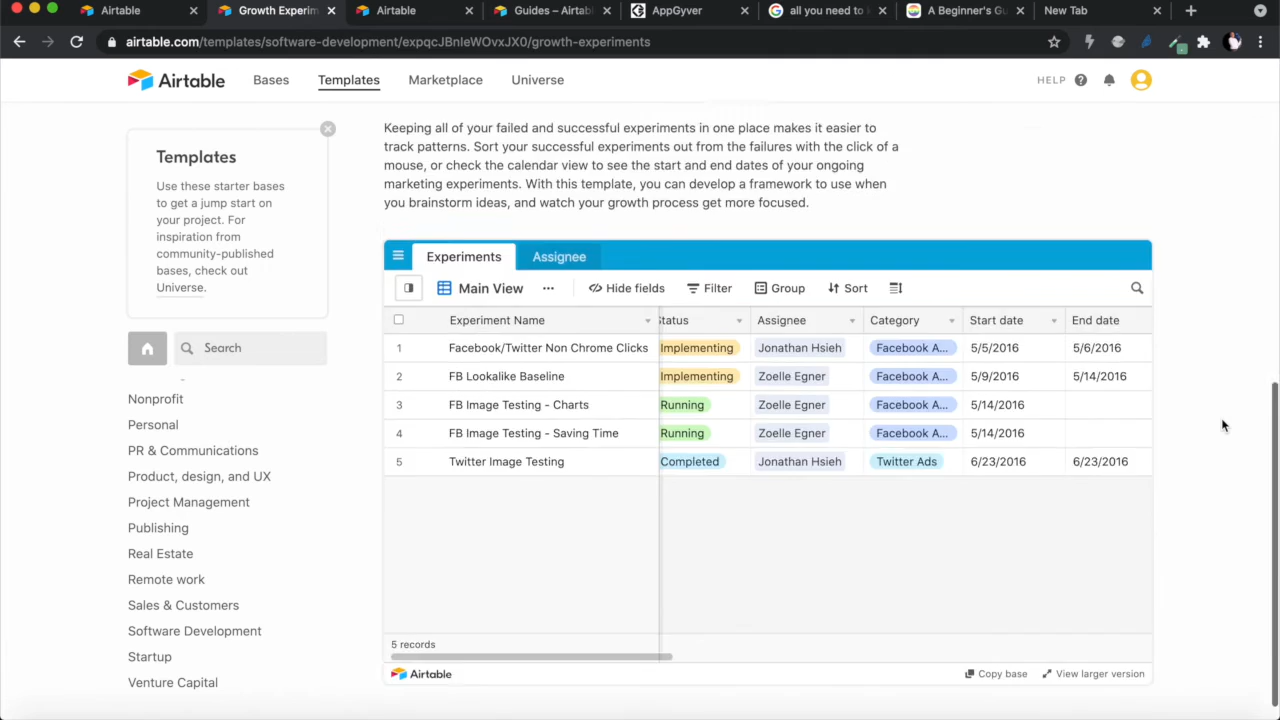 Airtable
Growth Experim
Airtable
Guides – Airtabl
AppGyver
all you need to k
A Beginner's Gu
New Tab
airtable.com/templates/software-development/expqcJBnIeWOvxJX0/growth-experiments
Airtable
Bases
Templates
Marketplace
Universe
HELP
Templates
Use these starter bases
to get a jump start on
your project. For
inspiration from
community-published
bases, check out
Universe.
Search
Nonprofit
Personal
PR & Communications
Product, design, and UX
Project Management
Publishing
Real Estate
Remote work
Sales & Customers
Software Development
Startup
Venture Capital
Keeping all of your failed and successful experiments in one place makes it easier to
track patterns. Sort your successful experiments out from the failures with the click of a
mouse, or check the calendar view to see the start and end dates of your ongoing
marketing experiments. With this template, you can develop a framework to use when
you brainstorm ideas, and watch your growth process get more focused.
Experiments Assignee
Main View ... Hide fields Filter Group Sort
Experiment Name Status Assignee Category Start date End date
1 Facebook/Twitter Non Chrome Clicks Implementing Jonathan Hsieh Facebook A... 5/5/2016 5/6/2016
2 FB Lookalike Baseline Implementing Zoelle Egner Facebook A... 5/9/2016 5/14/2016
3 FB Image Testing - Charts Running Zoelle Egner Facebook A... 5/14/2016
4 FB Image Testing - Saving Time Running Zoelle Egner Facebook A... 5/14/2016
5 Twitter Image Testing Completed Jonathan Hsieh Twitter Ads 6/23/2016 6/23/2016
5 records
Airtable
Copy base
View larger version